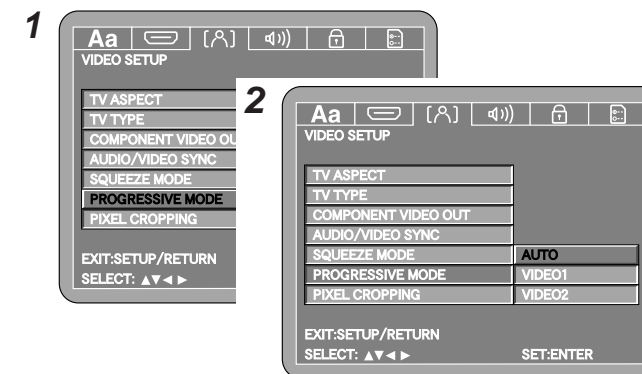 1
Aa
VIDEO SETUP
TV ASPECT
TV TYPE
COMPONENT VIDEO OU
AUDIO/VIDEO SYNC
SQUEEZE MODE
PROGRESSIVE MODE
PIXEL CROPPING
EXIT:SETUP/RETURN
SELECT: ▲▼◄ ►
2
Aa
VIDEO SETUP
TV ASPECT
TV TYPE
COMPONENT VIDEO OUT
AUDIO/VIDEO SYNC
SQUEEZE MODE AUTO
PROGRESSIVE MODE VIDEO1
PIXEL CROPPING VIDEO2
EXIT:SETUP/RETURN
SELECT: ▲▼◄ ► SET:ENTER